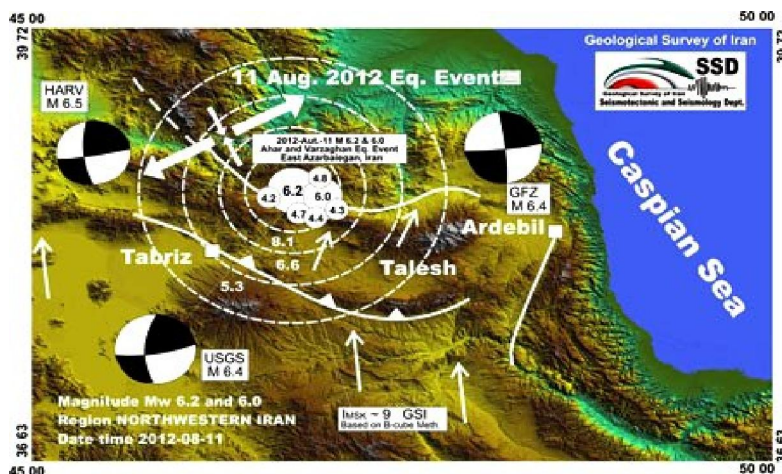 45 00
50 00
39 72
39 72
Geological Survey of Iran
SSD
Geological Survey of Iran
Seismotectonic and Seismology Dept.
11 Aug. 2012 Eq. Event
HARV
M 6.5
2012-Aut.-11 M 6.2 & 6.0
Ahar and Varzaghan Eq. Event
East Azarbaiegan, Iran
4.8
6.2
6.0
4.2
4.3
4.7
4.4
GFZ
M 6.4
Caspian Sea
Ardebil
8.1
Tabriz
6.6
Talesh
5.3
USGS
M 6.4
Magnitude Mw 6.2 and 6.0
Region NORTHWESTERN IRAN
Date time 2012-08-11
IMSK ~ 9 GSI
Based on B-cube Meth.
36 63
36 63
45 00